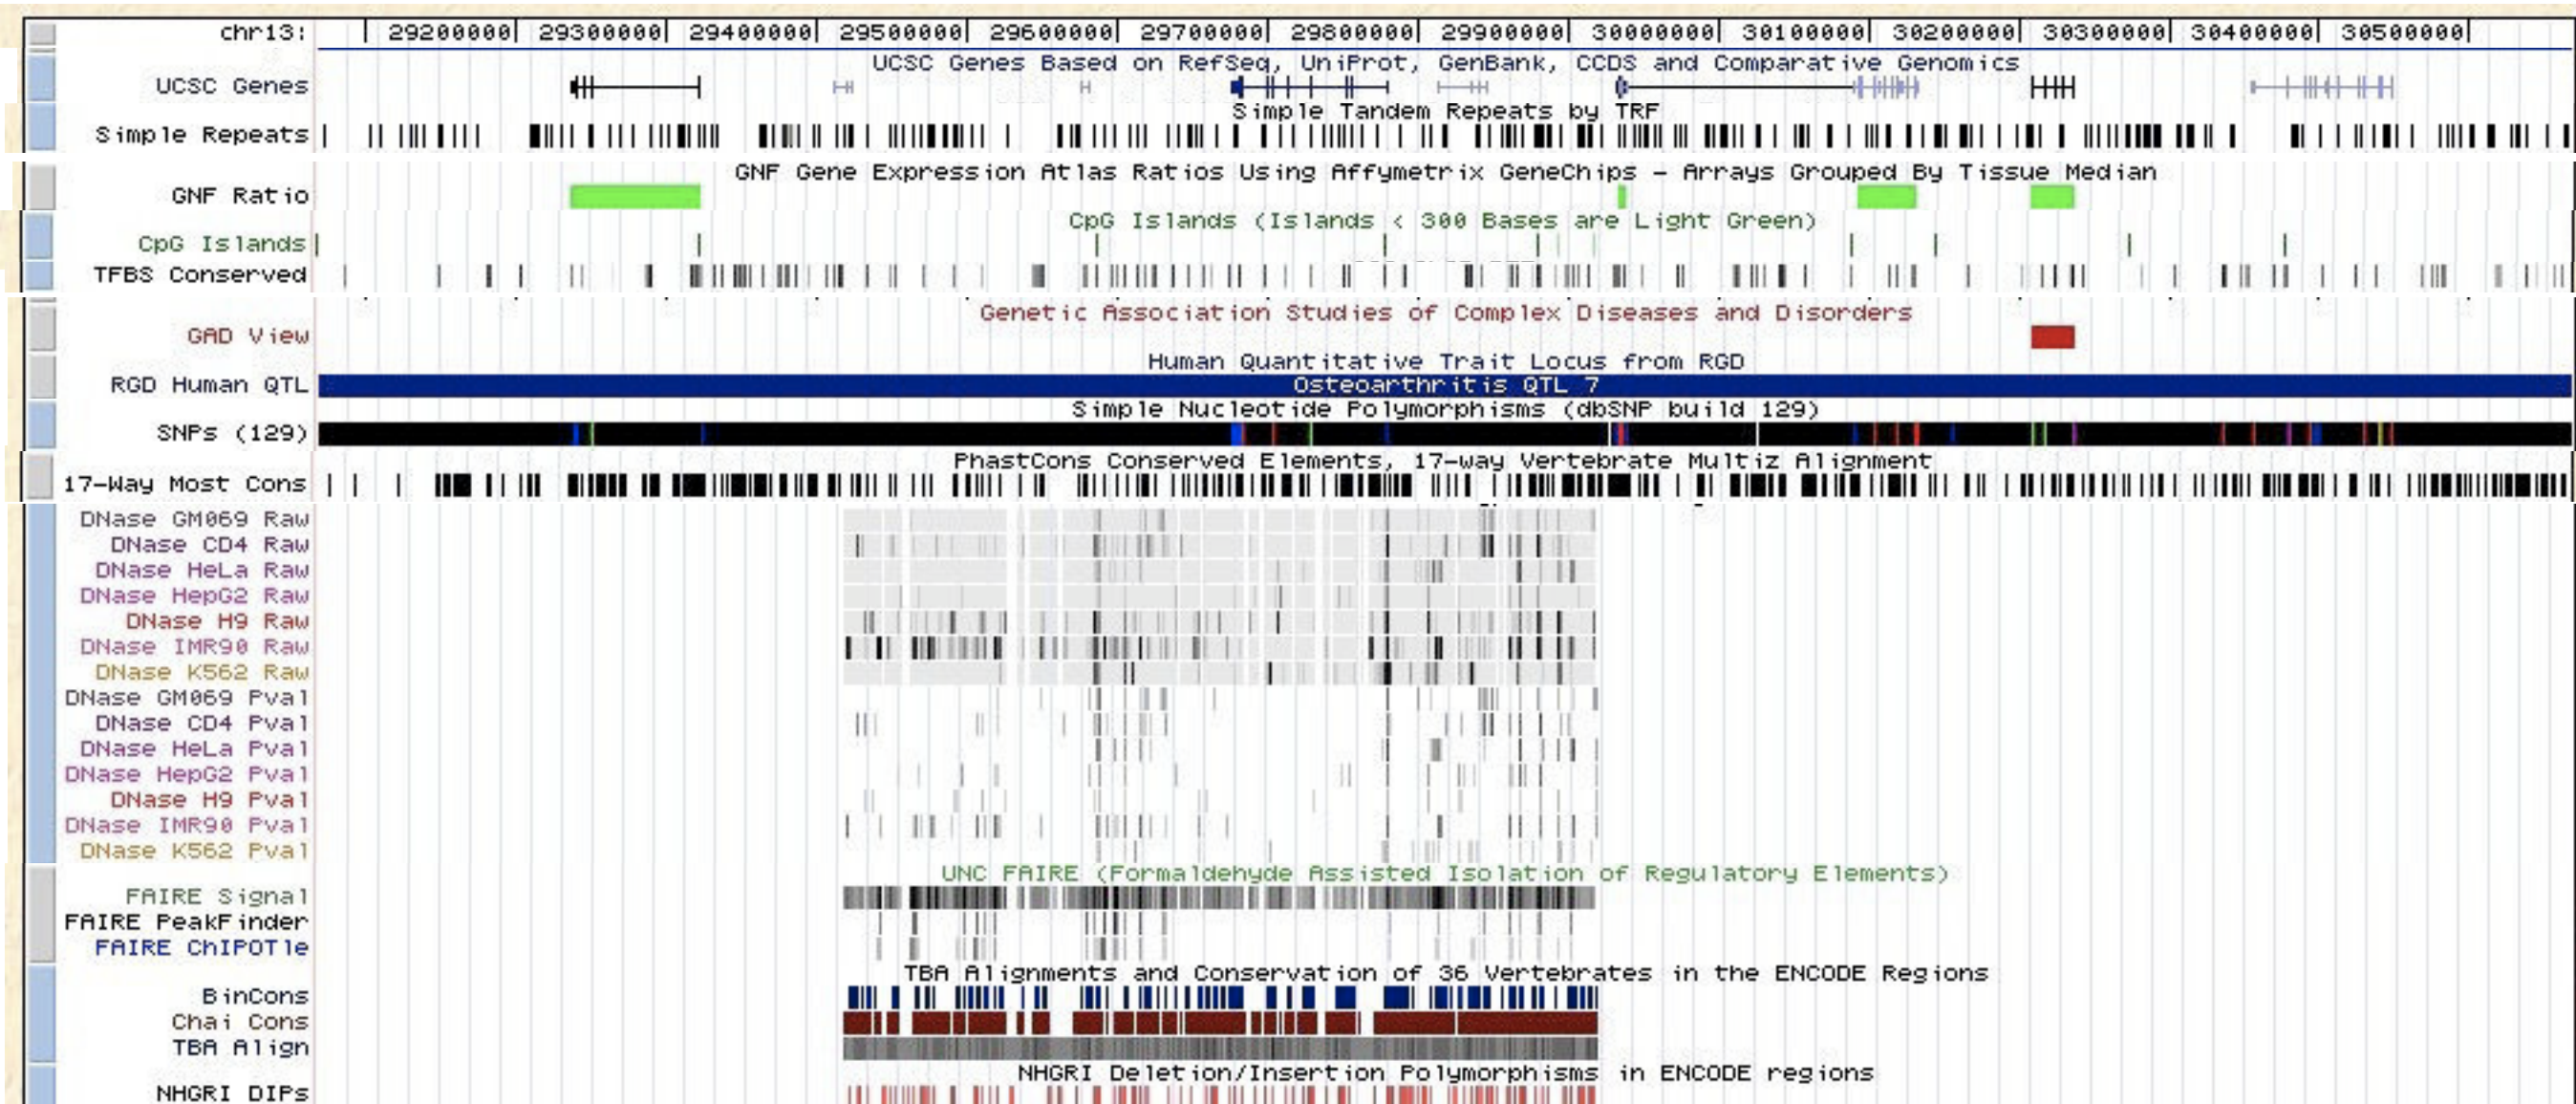 chr13: | 29200000| 29300000| 29400000| 29500000| 29600000| 29700000| 29800000| 29900000| 30000000| 30100000| 30200000| 30300000| 30400000| 30500000|
UCSC Genes Based on RefSeq, UniProt, GenBank, CCDS and Comparative Genomics
UCSC Genes
Simple Tandem Repeats by TRF
Simple Repeats
GNF Gene Expression Atlas Ratios Using Affymetrix GeneChips - Arrays Grouped By Tissue Median
GNF Ratio
CpG Islands (Islands < 300 Bases are Light Green)
CpG Islands
TFBS Conserved
Genetic Association Studies of Complex Diseases and Disorders
GAD View
Human Quantitative Trait Locus from RGD
RGD Human QTL Osteoarthritis QTL 7
Simple Nucleotide Polymorphisms (dbSNP build 129)
SNPs (129)
PhastCons Conserved Elements, 17-way Vertebrate Multiz Alignment
17-Way Most Cons
DNase GM069 Raw
DNase CD4 Raw
DNase HeLa Raw
DNase HepG2 Raw
DNase H9 Raw
DNase IMR90 Raw
DNase K562 Raw
DNase GM069 Pval
DNase CD4 Pval
DNase HeLa Pval
DNase HepG2 Pval
DNase H9 Pval
DNase IMR90 Pval
DNase K562 Pval
UNC FAIRE (Formaldehyde Assisted Isolation of Regulatory Elements)
FAIRE Signal
FAIRE PeakFinder
FAIRE ChIPOTle
TBA Alignments and Conservation of 36 Vertebrates in the ENCODE Regions
BinCons
Chai Cons
TBA Align
NHGRI Deletion/Insertion Polymorphisms in ENCODE regions
NHGRI DIPs